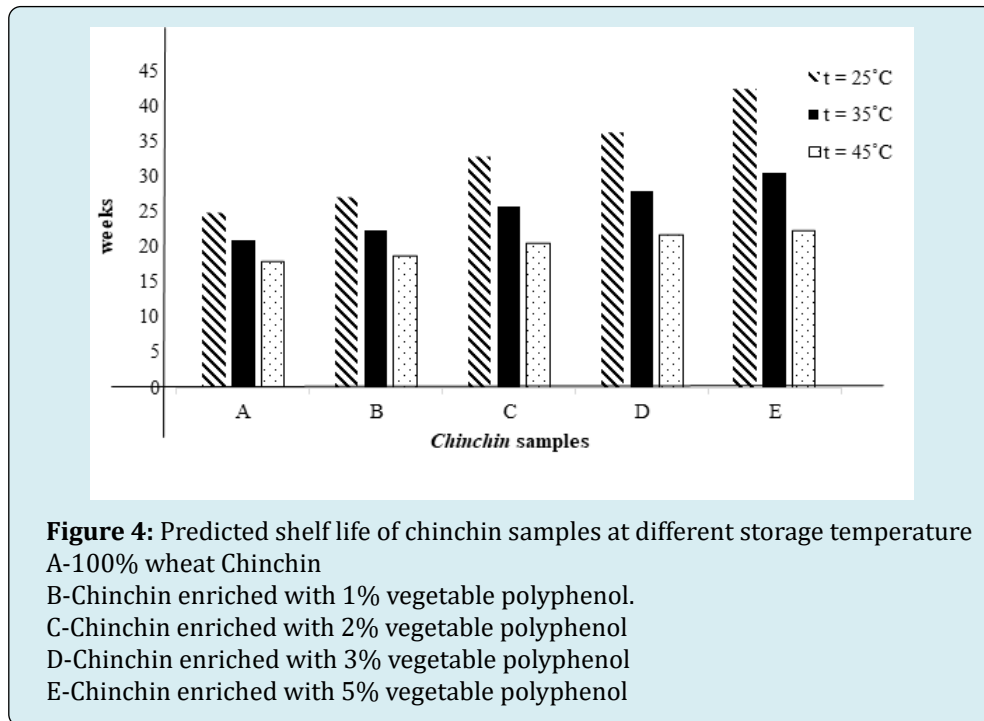 45
40
35
30
25
20
15
10
5
0
weeks
t = 25˚C
t = 35˚C
t = 45˚C
A B C D E
Chinchin samples
Figure 4: Predicted shelf life of chinchin samples at different storage temperature
A-100% wheat Chinchin
B-Chinchin enriched with 1% vegetable polyphenol.
C-Chinchin enriched with 2% vegetable polyphenol
D-Chinchin enriched with 3% vegetable polyphenol
E-Chinchin enriched with 5% vegetable polyphenol